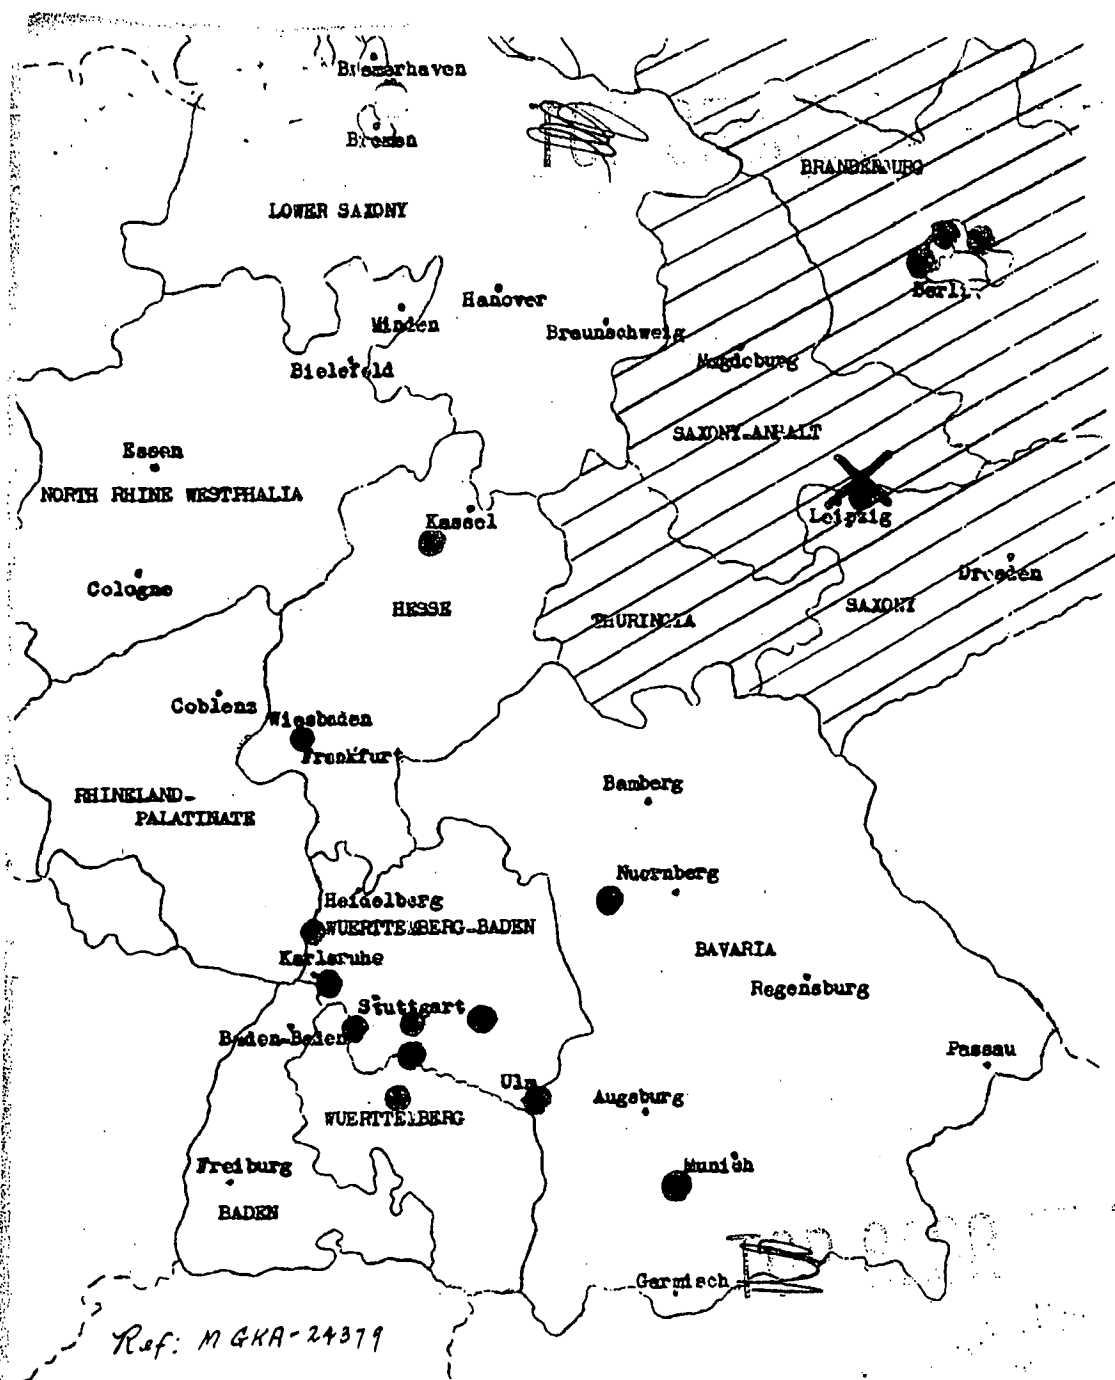 Bremerhaven
Bremen
BRANDENBURG
LOWER SAXONY
Berlin
Hanover
Minden
Braunschweig
Magdeburg
Bielefeld
SAXONY-ANHALT
Essen
NORTH RHINE WESTPHALIA
Leipzig
Kassel
Dresden
Cologne
HESSE
SAXONY
THURINGIA
Coblenz
Wiesbaden
Frankfurt
Bamberg
RHINELAND-
PALATINATE
Nuernberg
Heidelberg
WUERTTEMBERG-BADEN
BAVARIA
Karlsruhe
Regensburg
Stuttgart
Baden-Baden
Passau
Ulm
Augsburg
WUERTTEMBERG
Freiburg
Munich
BADEN
Garmisch
Ref: MGKA-24379